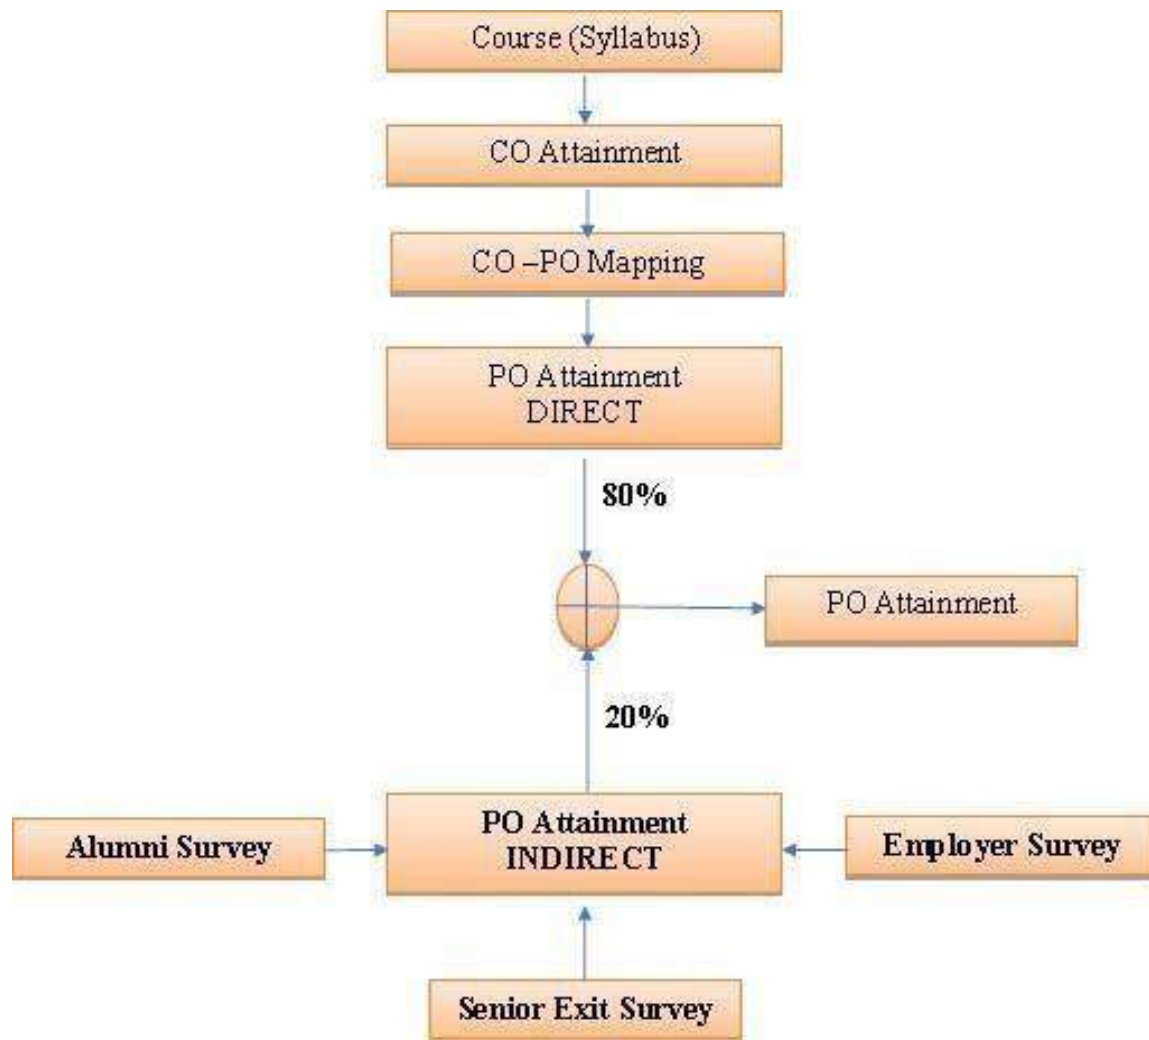 Course (Syllabus)
CO Attainment
CO –PO Mapping
PO Attainment
DIRECT
80%
PO Attainment
20%
PO Attainment
INDIRECT
Alumni Survey
Employer Survey
Senior Exit Survey